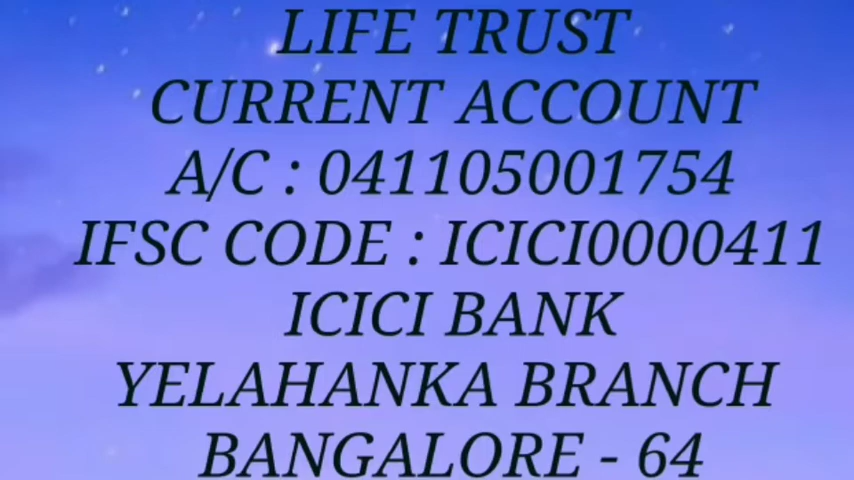 LIFE TRUST
CURRENT ACCOUNT
A/C : 041105001754
IFSC CODE : ICICI0000411
ICICI BANK
YELAHANKA BRANCH
BANGALORE - 64